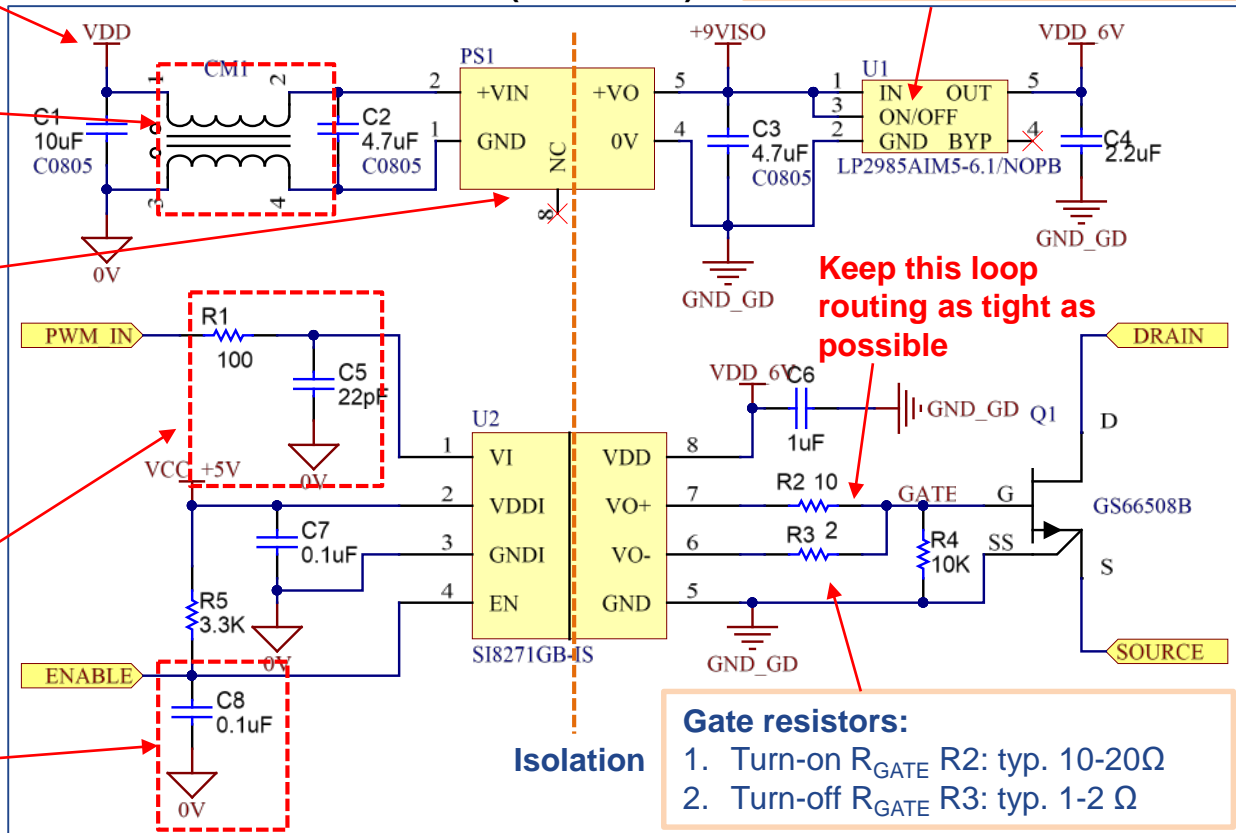 VDD
CM1
1
2
C1
10uF
C0805
3
4
C2
4.7uF
C0805
0V
PS1
2
+VIN
1
GND
NC
8
+VO
5
0V
4
+9VISO
C3
4.7uF
C0805
GND_GD
U1
1
IN
OUT
5
3
ON/OFF
2
GND
BYP
4
LP2985AIM5-6.1/NOPB
VDD_6V
C4
2.2uF
GND_GD
Keep this loop
routing as tight as
possible
PWM_IN
R1
100
C5
22pF
0V
VCC_+5V
C7
0.1uF
0V
R5
3.3K
ENABLE
C8
0.1uF
0V
U2
1
VI
VDD
8
2
VDDI
VO+
7
3
GNDI
VO-
6
4
EN
GND
5
SI8271GB-IS
VDD_6V
C6
1uF
GND_GD
R2 10
R3 2
GATE
R4
10K
GND_GD
Q1
DRAIN
D
G
GS66508B
SS
S
SOURCE
Isolation
Gate resistors:
1. Turn-on RGATE R2: typ. 10-20Ω
2. Turn-off RGATE R3: typ. 1-2 Ω